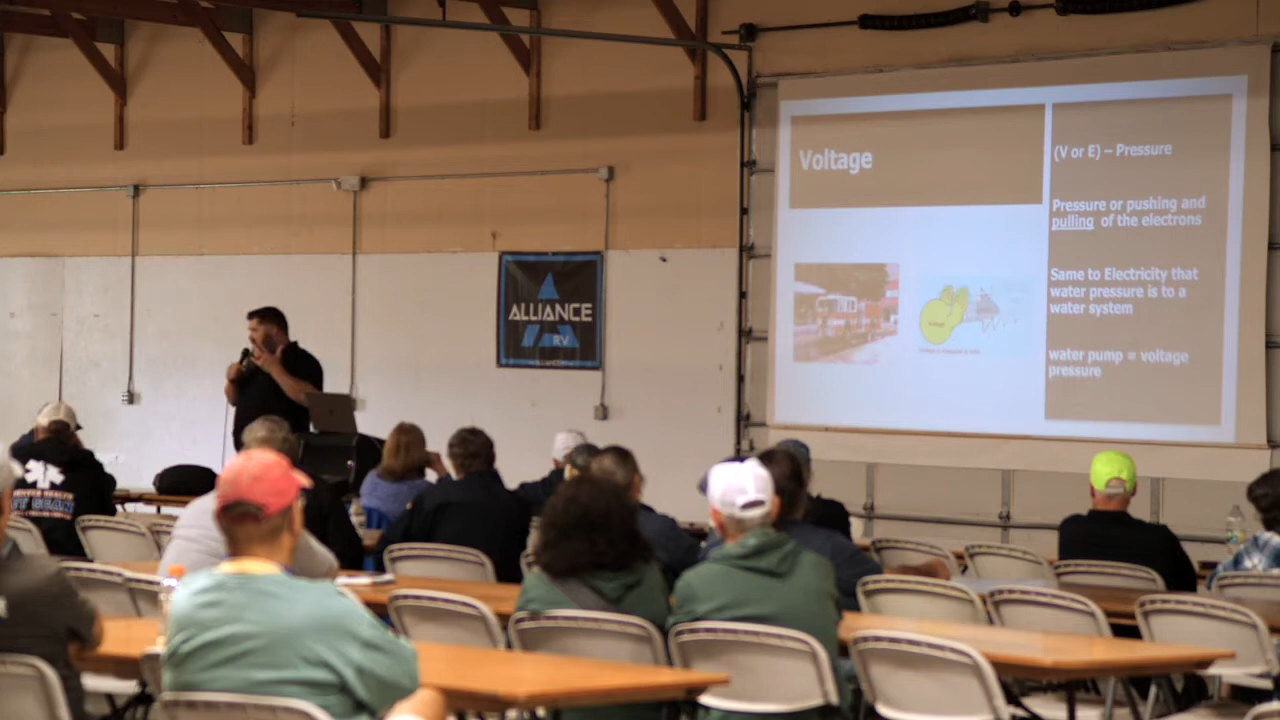 Voltage
(V or E) – Pressure
Pressure or pushing and
pulling of the electrons
Same to Electricity that
water pressure is to a
water system
water pump = voltage
pressure
ALLIANCE
RV